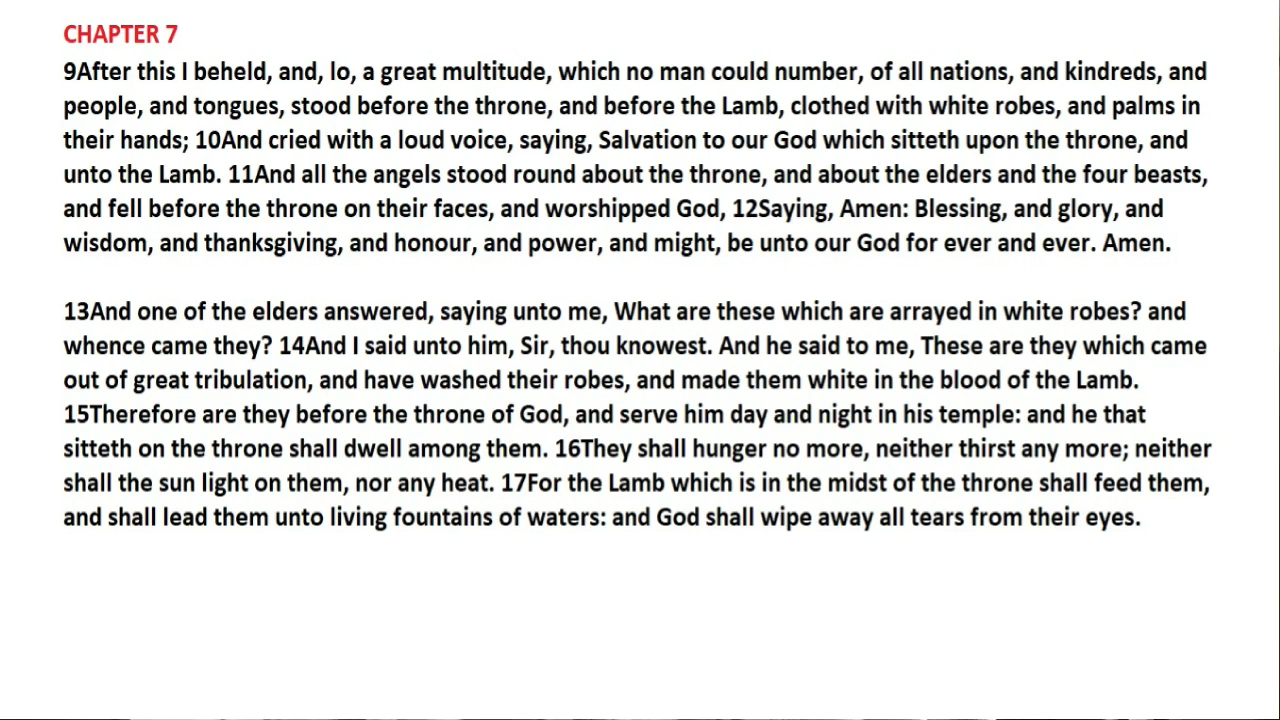 CHAPTER 7
9After this I beheld, and, lo, a great multitude, which no man could number, of all nations, and kindreds, and
people, and tongues, stood before the throne, and before the Lamb, clothed with white robes, and palms in
their hands; 10And cried with a loud voice, saying, Salvation to our God which sitteth upon the throne, and
unto the Lamb. 11And all the angels stood round about the throne, and about the elders and the four beasts,
and fell before the throne on their faces, and worshipped God, 12Saying, Amen: Blessing, and glory, and
wisdom, and thanksgiving, and honour, and power, and might, be unto our God for ever and ever. Amen.
13And one of the elders answered, saying unto me, What are these which are arrayed in white robes? and
whence came they? 14And I said unto him, Sir, thou knowest. And he said to me, These are they which came
out of great tribulation, and have washed their robes, and made them white in the blood of the Lamb.
15Therefore are they before the throne of God, and serve him day and night in his temple: and he that
sitteth on the throne shall dwell among them. 16They shall hunger no more, neither thirst any more; neither
shall the sun light on them, nor any heat. 17For the Lamb which is in the midst of the throne shall feed them,
and shall lead them unto living fountains of waters: and God shall wipe away all tears from their eyes.